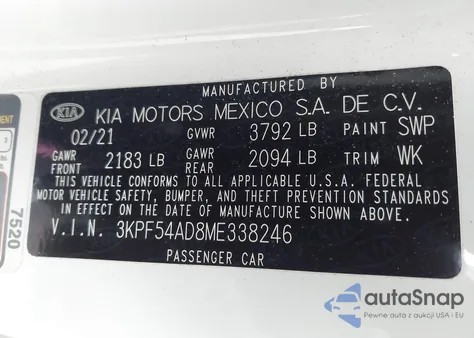 MANUFACTURED BY
KIA KIA MOTORS MEXICO S.A. DE C.V.
02/21 GVWR 3792 LB PAINT SWP
GAWR FRONT 2183 LB GAWR REAR 2094 LB TRIM WK
THIS VEHICLE CONFORMS TO ALL APPLICABLE U.S.A. FEDERAL
MOTOR VEHICLE SAFETY, BUMPER, AND THEFT PREVENTION STANDARDS
IN EFFECT ON THE DATE OF MANUFACTURE SHOWN ABOVE.
V.I.N. 3KPF54AD8ME338246
PASSENGER CAR
7520
autoSnap
Pewne auta z aukcji USA i EU